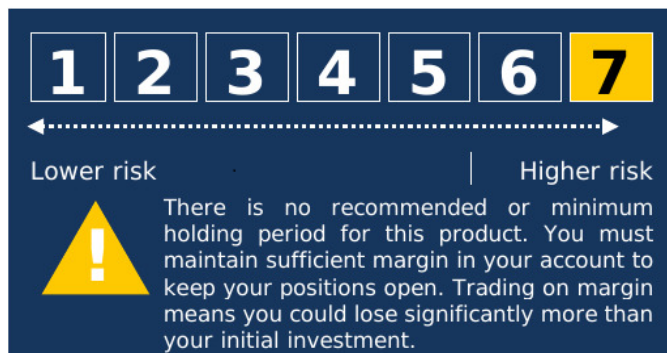 1 2 3 4 5 6 7
Lower risk Higher risk
!
There is no recommended or minimum
holding period for this product. You must
maintain sufficient margin in your account to
keep your positions open. Trading on margin
means you could lose significantly more than
your initial investment.